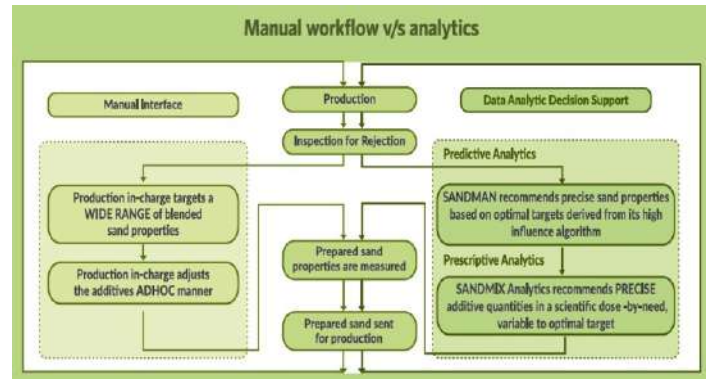 Manual workflow v/s analytics
Manual Interface
Production
Data Analytic Decision Support
Inspection for Rejection
Predictive Analytics
Production in-charge targets a
WIDE RANGE of blended
sand properties
SANDMAN recommends precise sand properties
based on optimal targets derived from its high
influence algorithm
Prepared sand
properties are measured
Prescriptive Analytics
Production in-charge adjusts
the additives ADHOC manner
SANDMIX Analytics recommends PRECISE
additive quantities in a scientific dose -by-need,
variable to optimal target
Prepared sand sent
for production